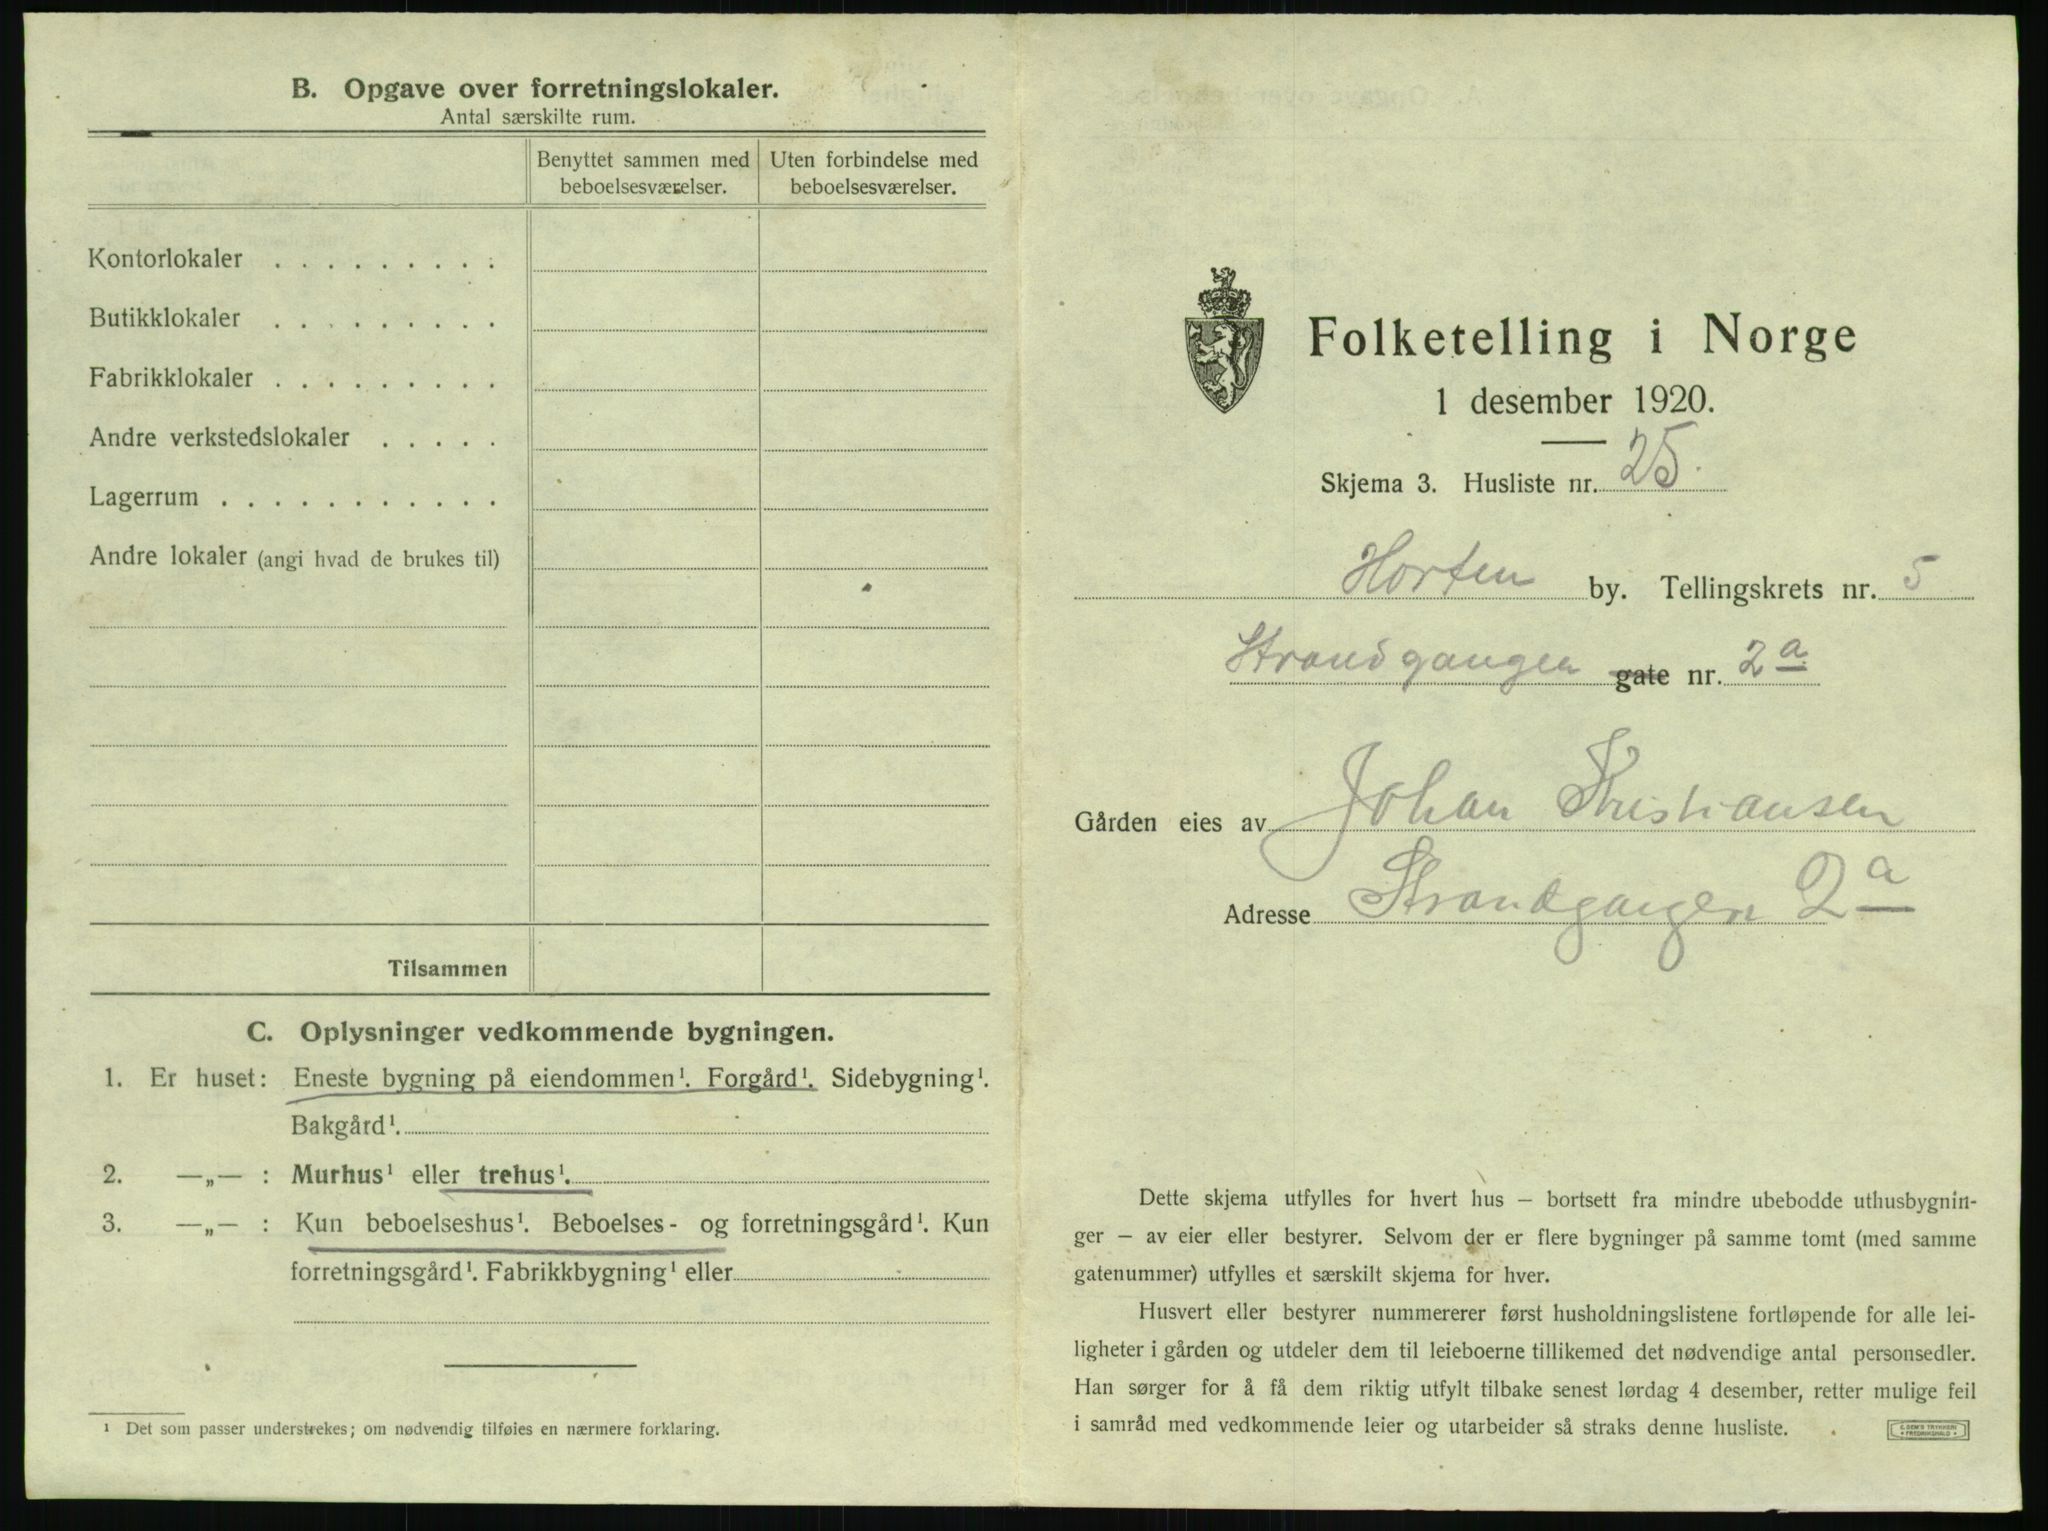 B. Opgave over forretningslokaler.
Antal særskilte rum.
Benyttet sammen med beboelsesværelser.
Uten forbindelse med beboelsesværelser.
Kontorlokaler . . . . . . . . .
Butikklokaler . . . . . . . . .
Fabrikklokaler . . . . . . . . .
Andre verkstedslokaler . . . . .
Lagerrum . . . . . . . . . . .
Andre lokaler (angi hvad de brukes til)
Tilsammen
C. Oplysninger vedkommende bygningen.
1. Er huset: Eneste bygning på eiendommen¹. Forgård¹. Sidebygning¹.
Bakgård¹.
2. —„— : Murhus¹ eller trehus¹.
3. —„— : Kun beboelseshus¹. Beboelses- og forretningsgård¹. Kun
forretningsgård¹. Fabrikkbygning¹ eller
¹ Det som passer understrekes; om nødvendig tilføies en nærmere forklaring.
Folketelling i Norge
1 desember 1920.
Skjema 3. Husliste nr. 25.
Horten by. Tellingskrets nr. 5
Strandgangen gate nr. 2a
Gården eies av Johan Kristiansen
Adresse Strandgangen 2a
Dette skjema utfylles for hvert hus – bortsett fra mindre ubebodde uthusbygnin-
ger – av eier eller bestyrer. Selvom der er flere bygninger på samme tomt (med samme
gatenummer) utfylles et særskilt skjema for hver.
Husvert eller bestyrer nummererer først husholdningslistene fortløpende for alle lei-
ligheter i gården og utdeler dem til leieboerne tillikemed det nødvendige antal personsedler.
Han sørger for å få dem riktig utfylt tilbake senest lørdag 4 desember, retter mulige feil
i samråd med vedkommende leier og utarbeider så straks denne husliste.
E. SEM'S TRYKKERI
FREDRIKSHALD